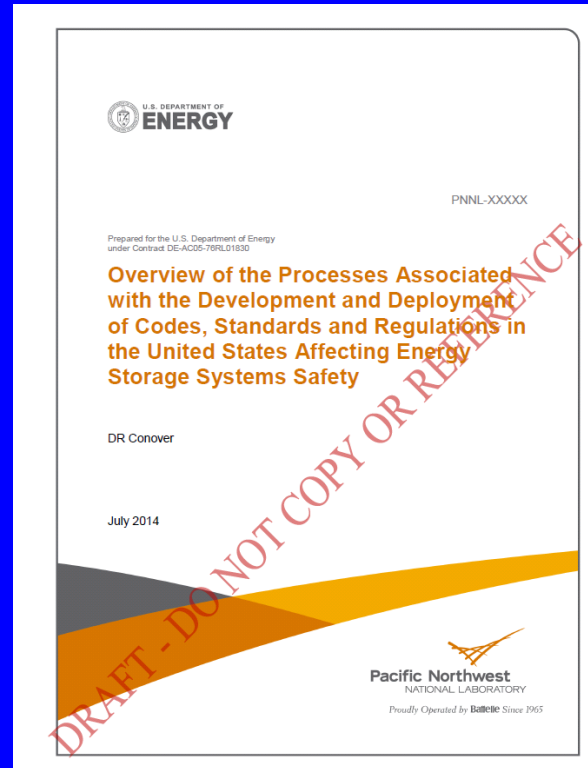 U.S. DEPARTMENT OF
ENERGY
PNNL-XXXXX
Prepared for the U.S. Department of Energy
under Contract DE-AC05-76RL01830
Overview of the Processes Associated
with the Development and Deployment
of Codes, Standards and Regulations in
the United States Affecting Energy
Storage Systems Safety
DR Conover
July 2014
DRAFT - DO NOT COPY OR REFERENCE
Pacific Northwest
NATIONAL LABORATORY
Proudly Operated by Battelle Since 1965